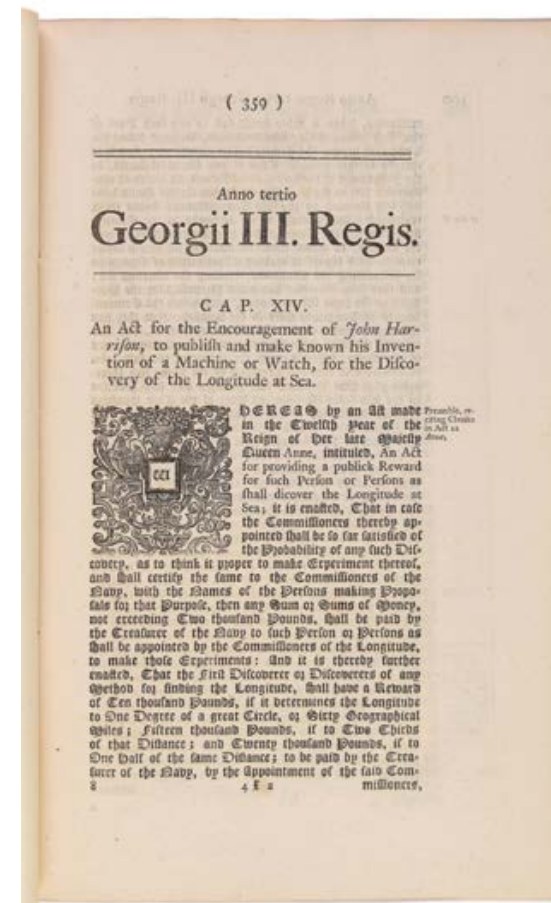 ( 359 )
Anno tertio
Georgii III. Regis.
C A P. XIV.
An Act for the Encouragement of John Har-
rison, to publish and make known his Inven-
tion of a Machine or Watch, for the Disco-
very of the Longitude at Sea.
HEREAS by an Act made
in the Twelfth Year of the
Reign of Her late Majesty
Queen Anne, intituled, An Act
for providing a publick Reward
for such Person or Persons as
shall dicover the Longitude at
Sea; it is enacted, That in case
the Commissioners thereby ap-
pointed shall be so far satisfied of
the Probability of any such Dis-
covery, as to think it proper to make Experiment thereof,
and shall certify the same to the Commissioners of the
Navy, with the Names of the Persons making Propo-
sals for that Purpose, then any Sum or Sums of Money,
not exceeding Two thousand Pounds, shall be paid by
the Treasurer of the Navy to such Person or Persons as
shall be appointed by the Commissioners of the Longitude,
to make those Experiments: And it is thereby further
enacted, That the First Discoverer or Discoverers of any
Method for finding the Longitude, shall have a Reward
of Ten thousand Pounds, if it determines the Longitude
to One Degree of a great Circle, or Sixty Geographical
Miles; Fifteen thousand Pounds, if to Two Thirds
of that Distance; and Twenty thousand Pounds, if to
One Half of the same Distance; to be paid by the Trea-
surer of the Navy, by the Appointment of the said Com-
8 4 E 2 missioners,
Preamble, re-
citing Clauses
in Act 12
Annæ,